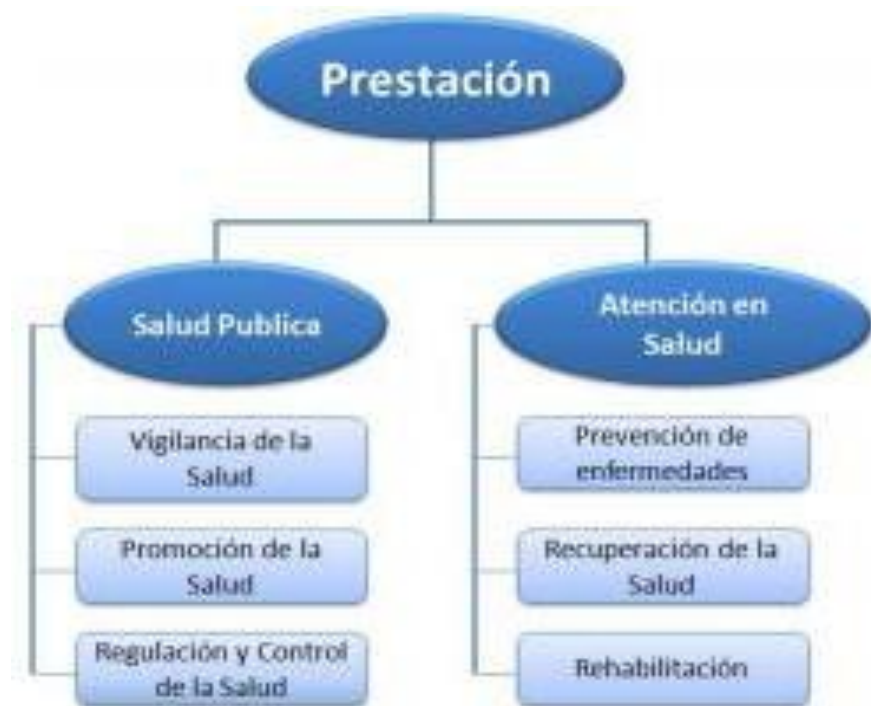 Prestación
Salud Publica
Vigilancia de la
Salud
Promoción de la
Salud
Regulación y Control
de la Salud
Atención en
Salud
Prevención de
enfermedades
Recuperación de la
Salud
Rehabilitación